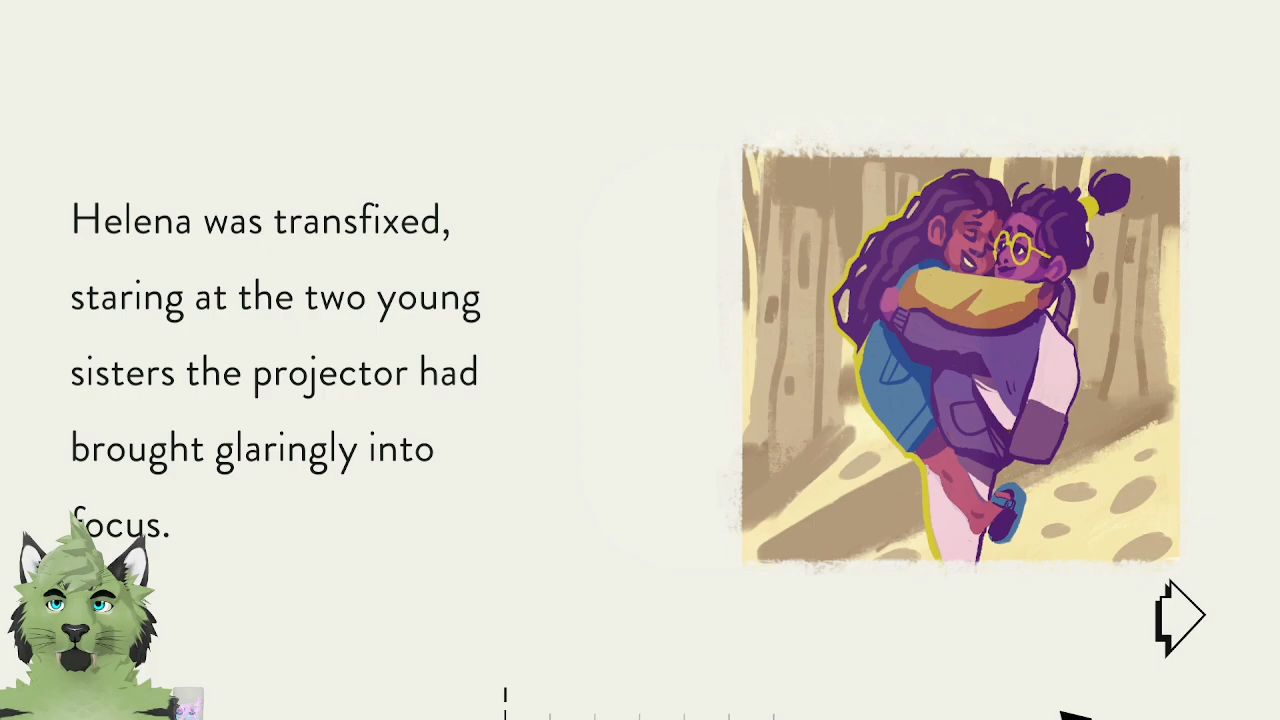 Helena was transfixed,
staring at the two young
sisters the projector had
brought glaringly into
focus.